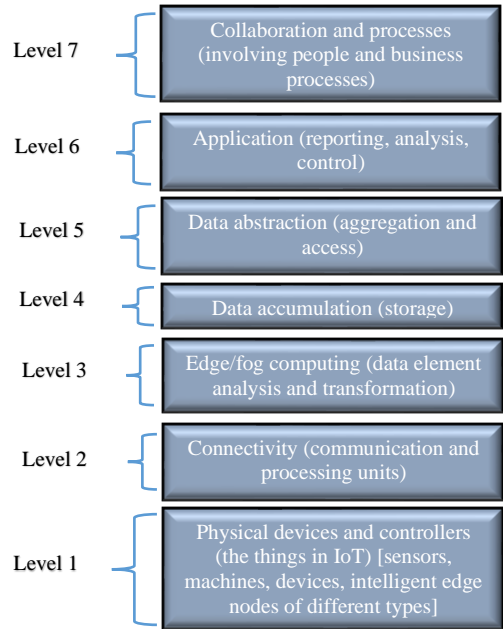 Level 7
Collaboration and processes
(involving people and business
processes)
Level 6
Application (reporting, analysis,
control)
Level 5
Data abstraction (aggregation and
access)
Level 4
Data accumulation (storage)
Level 3
Edge/fog computing (data element
analysis and transformation)
Level 2
Connectivity (communication and
processing units)
Level 1
Physical devices and controllers
(the things in IoT) [sensors,
machines, devices, intelligent edge
nodes of different types]